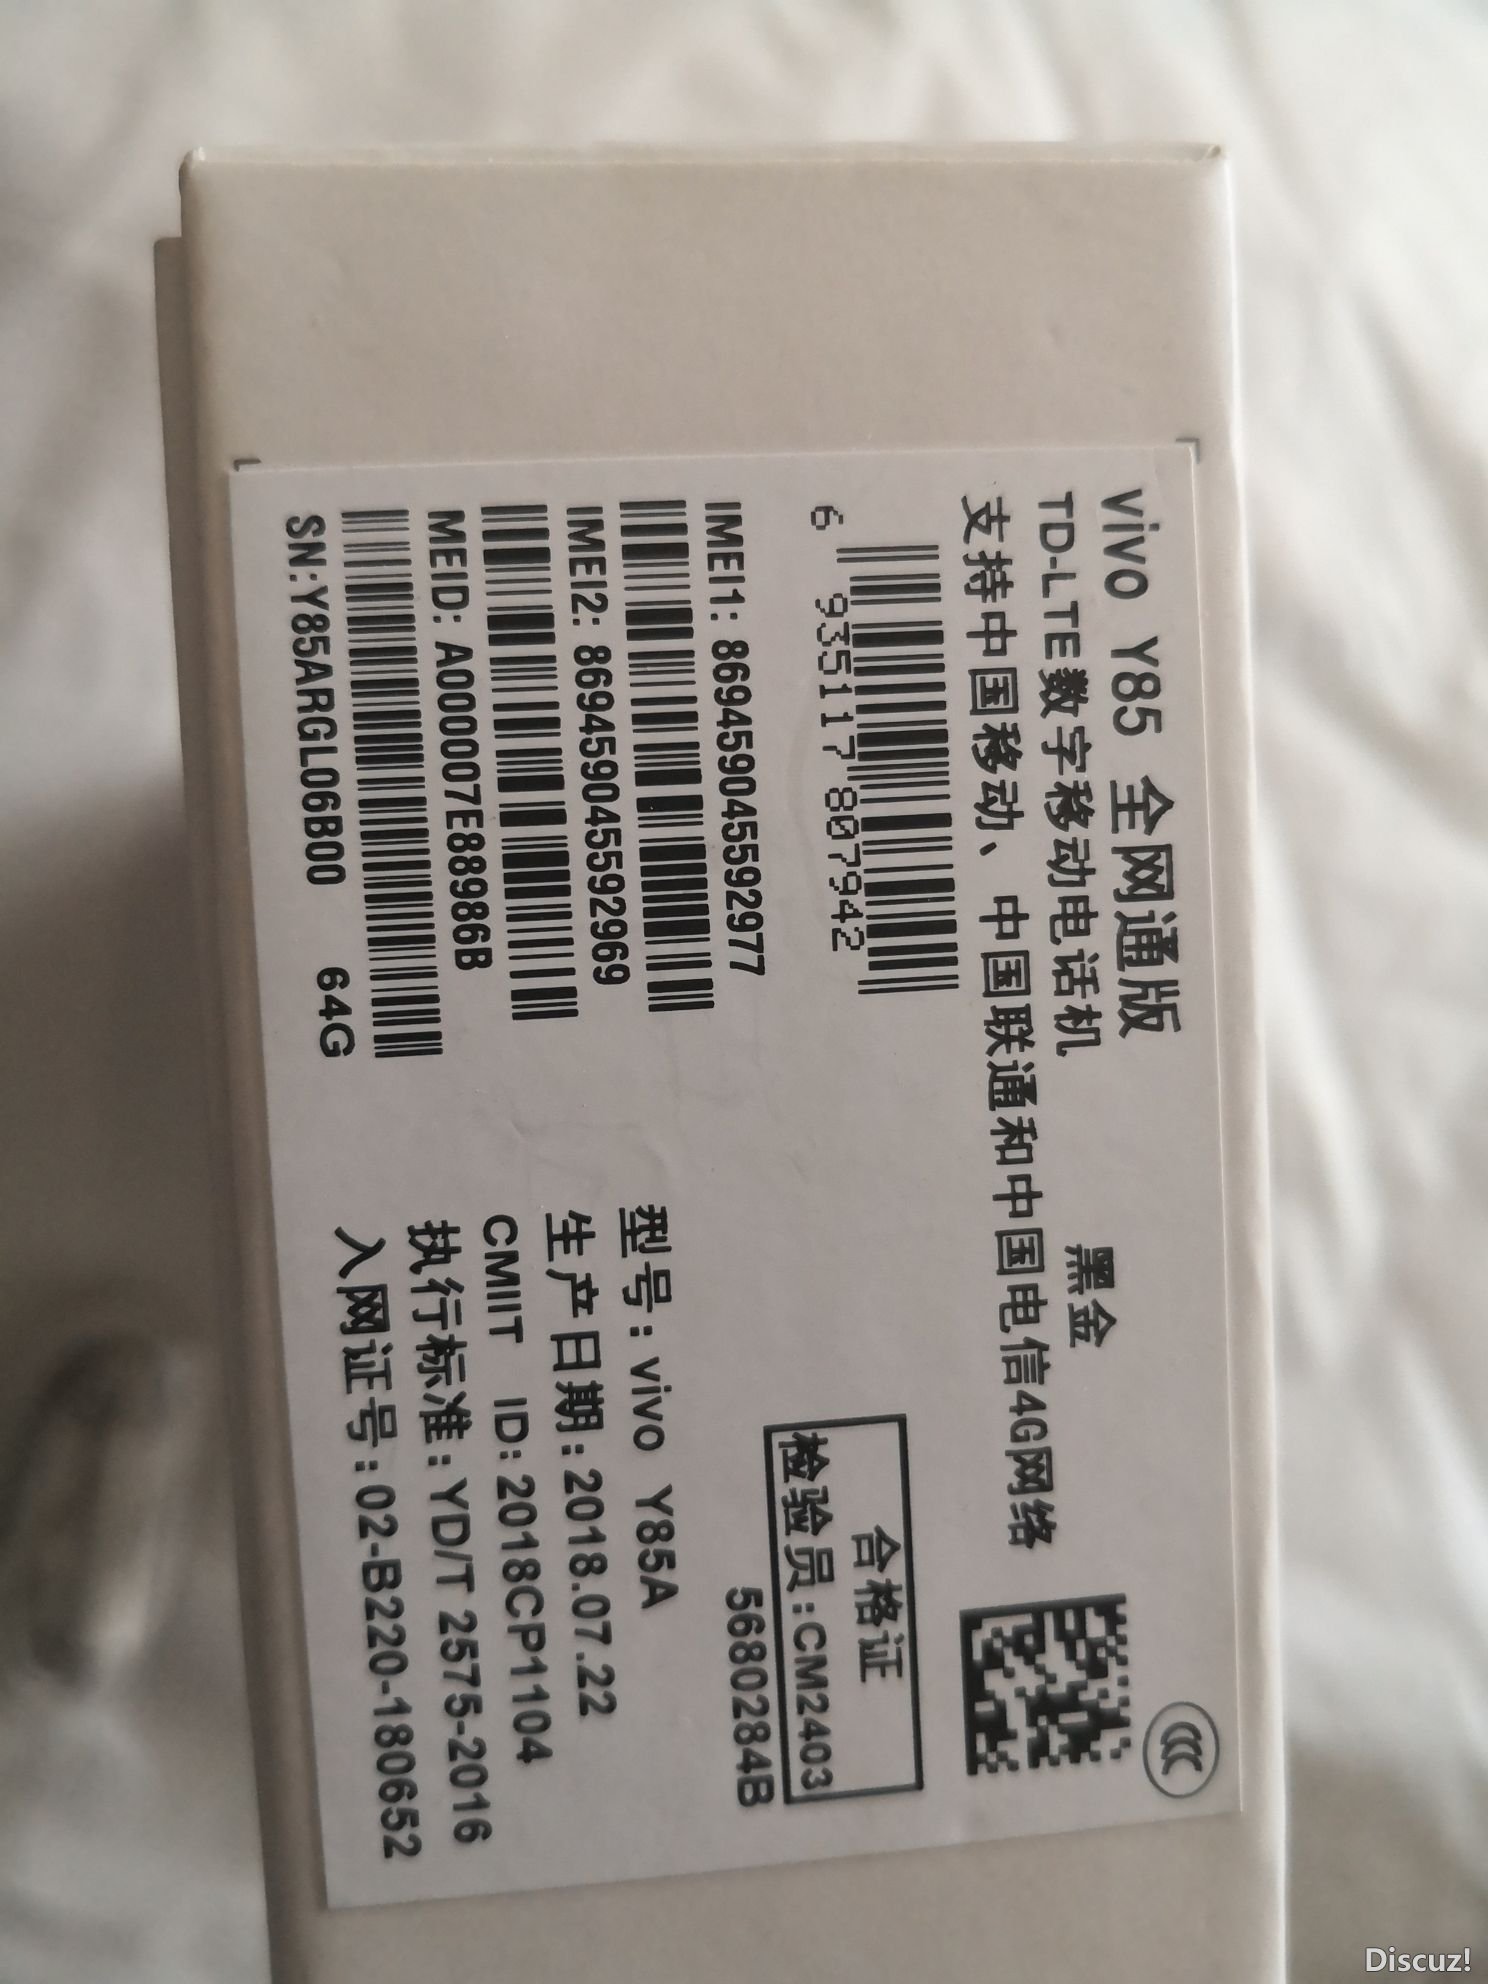 vivo Y85 全网通版
TD-LTE数字移动电话机 黑金
支持中国移动、中国联通和中国电信4G网络
6 935117 807942
合格证
检验员:CM2403
5680284B
IMEI1: 869459045592977
IMEI2: 869459045592969
MEID: A000007E88986B
SN:Y85ARGL06B00 64G
型号: vivo Y85A
生产日期:2018.07.22
CMIIT ID:2018CP1104
执行标准: YD/T 2575-2016
入网证号:02-B220-180652
Discuz!